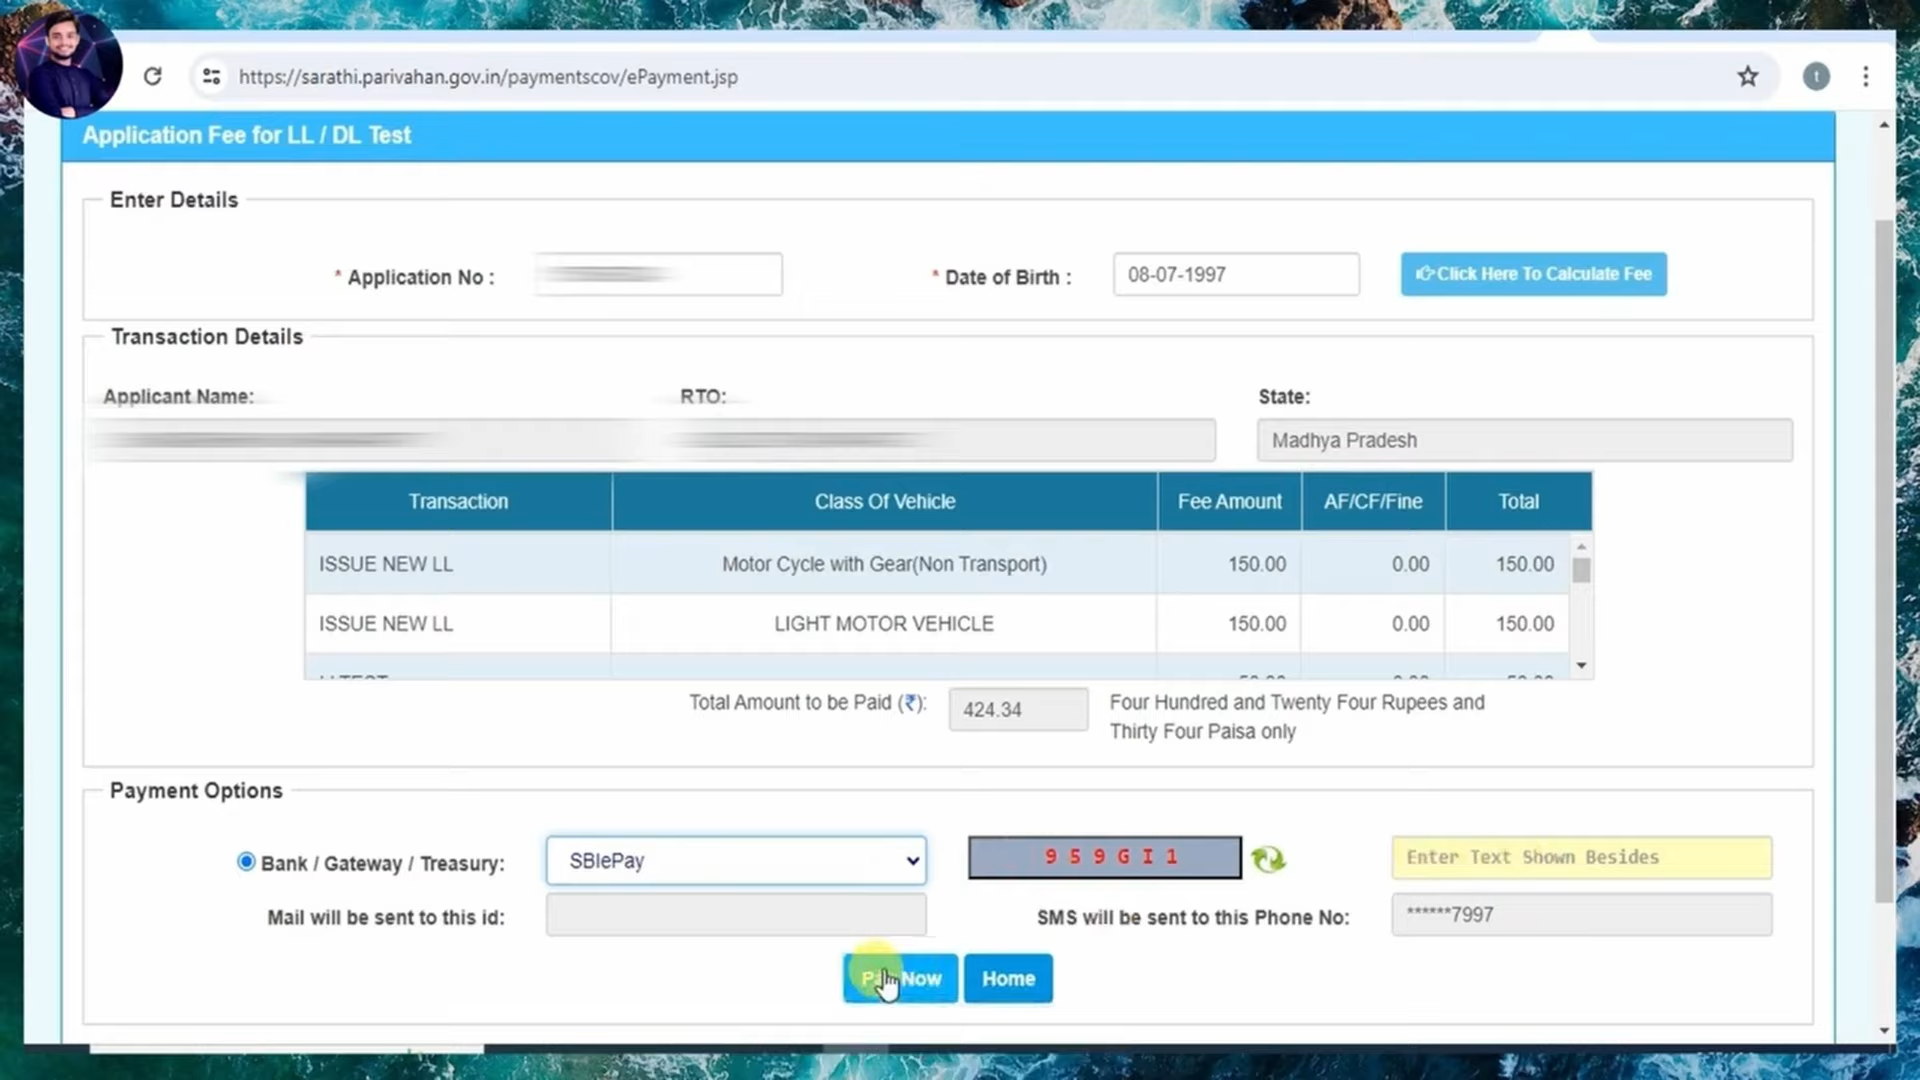 https://sarathi.parivahan.gov.in/paymentscov/ePayment.jsp
t
Application Fee for LL / DL Test
Enter Details
* Application No :
* Date of Birth :
08-07-1997
Click Here To Calculate Fee
Transaction Details
Applicant Name:
RTO:
State:
Madhya Pradesh
Transaction Class Of Vehicle Fee Amount AF/CF/Fine Total
ISSUE NEW LL Motor Cycle with Gear(Non Transport) 150.00 0.00 150.00
ISSUE NEW LL LIGHT MOTOR VEHICLE 150.00 0.00 150.00
Total Amount to be Paid (₹): 424.34 Four Hundred and Twenty Four Rupees and
Thirty Four Paisa only
Payment Options
Bank / Gateway / Treasury: SBIePay 9 5 9 G I 1 Enter Text Shown Besides
Mail will be sent to this id: SMS will be sent to this Phone No: ******7997
Pay Now Home